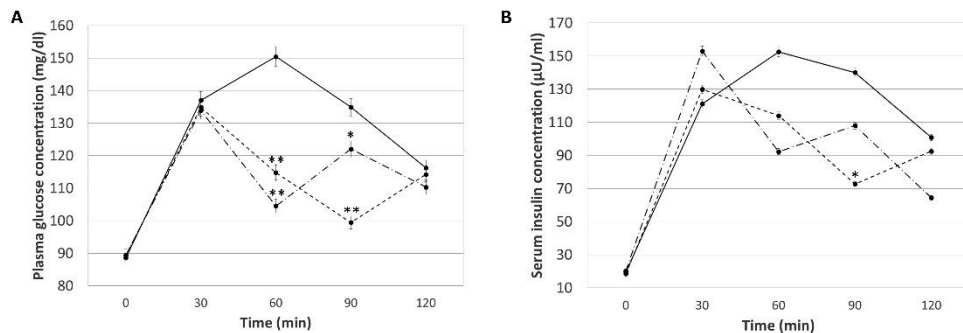 A
Plasma glucose concentration (mg/dl)
160
150
140
130
120
110
100
90
80
**
**
*
**
0 30 60 90 120
Time (min)
B
Serum insulin concentration (µU/ml)
170
150
130
110
90
70
50
30
10
*
0 30 60 90 120
Time (min)